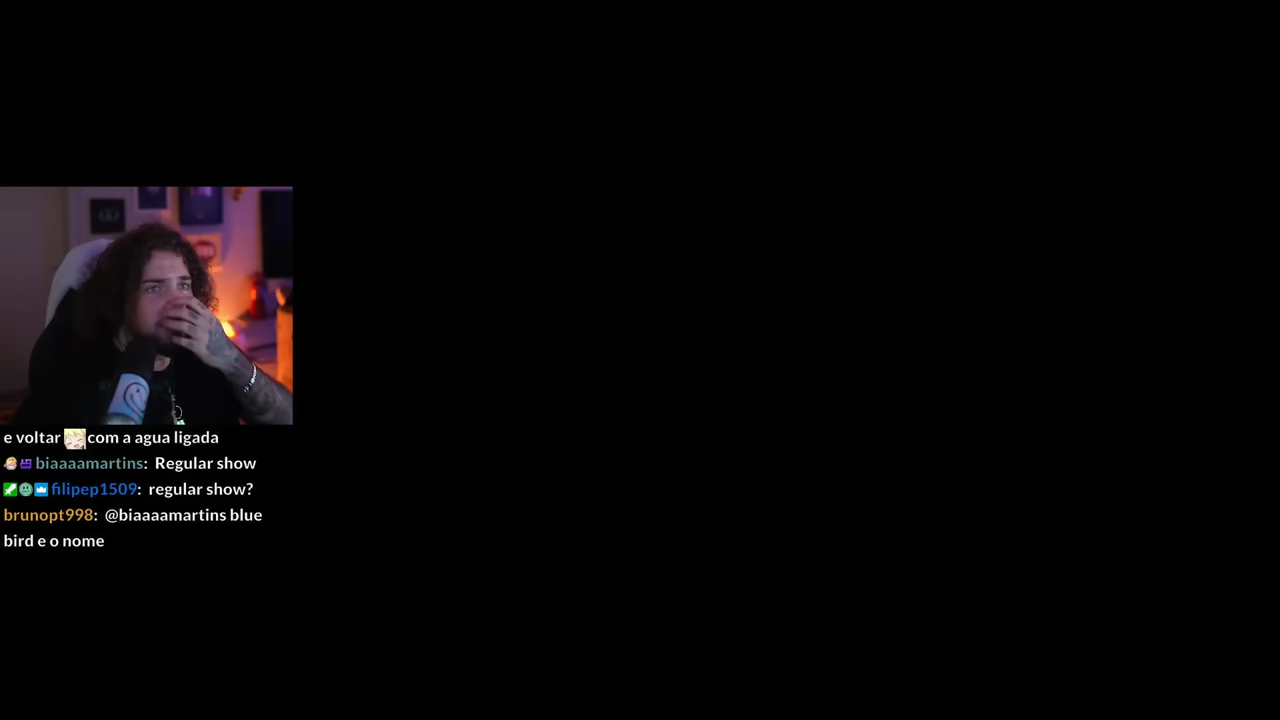 e voltar com a agua ligada
biaaaamartins: Regular show
filipep1509: regular show?
brunopt998: @biaaaamartins blue
bird e o nome